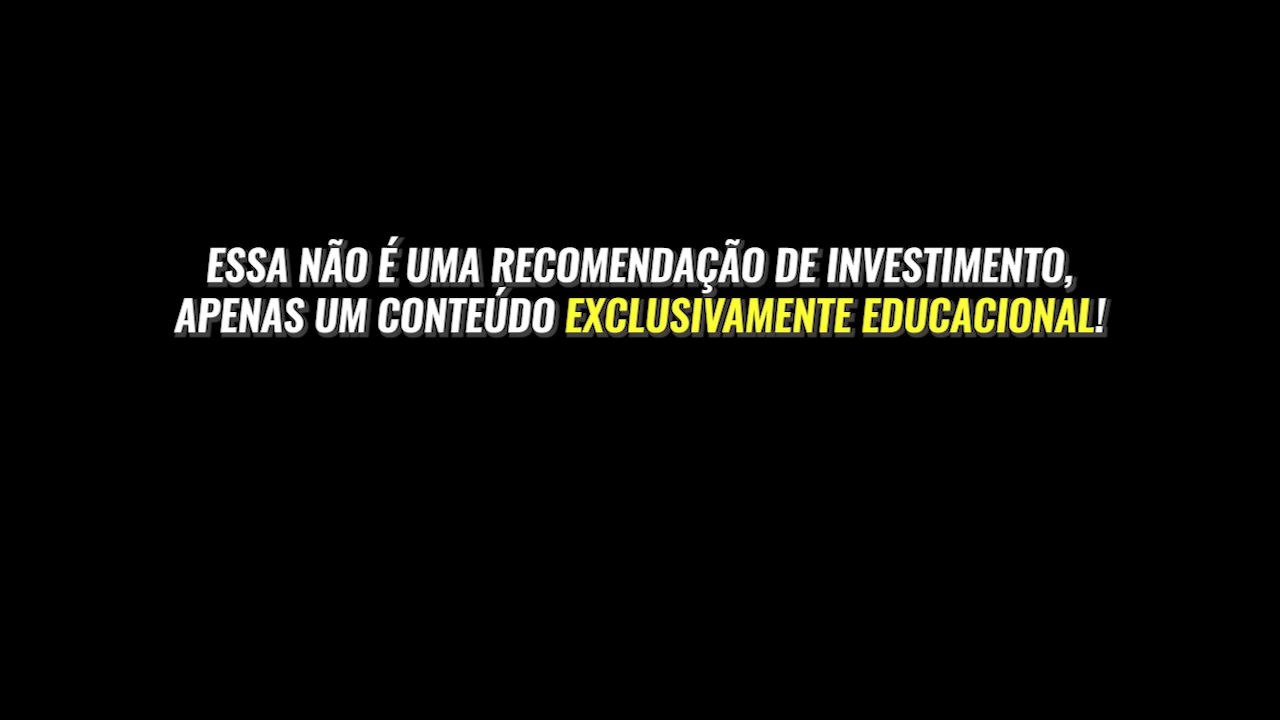 ESSA NÃO É UMA RECOMENDAÇÃO DE INVESTIMENTO,
APENAS UM CONTEÚDO EXCLUSIVAMENTE EDUCACIONAL!